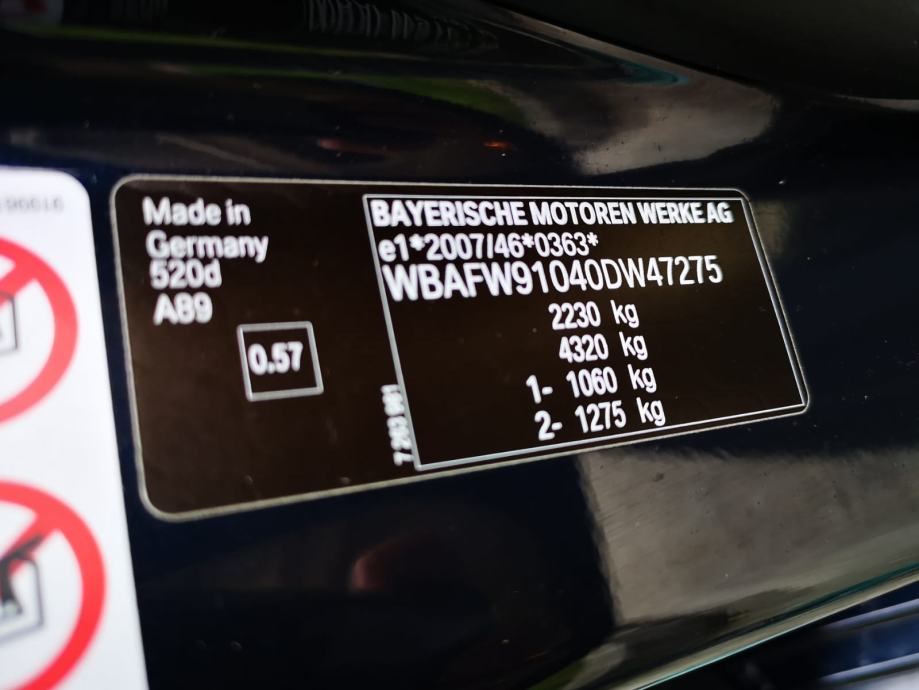 Made in
Germany
520d
A89
0.57
BAYERISCHE MOTOREN WERKE AG
e1*2007/46*0363*
WBAFW91040DW47275
2230 kg
4320 kg
1- 1060 kg
2- 1275 kg